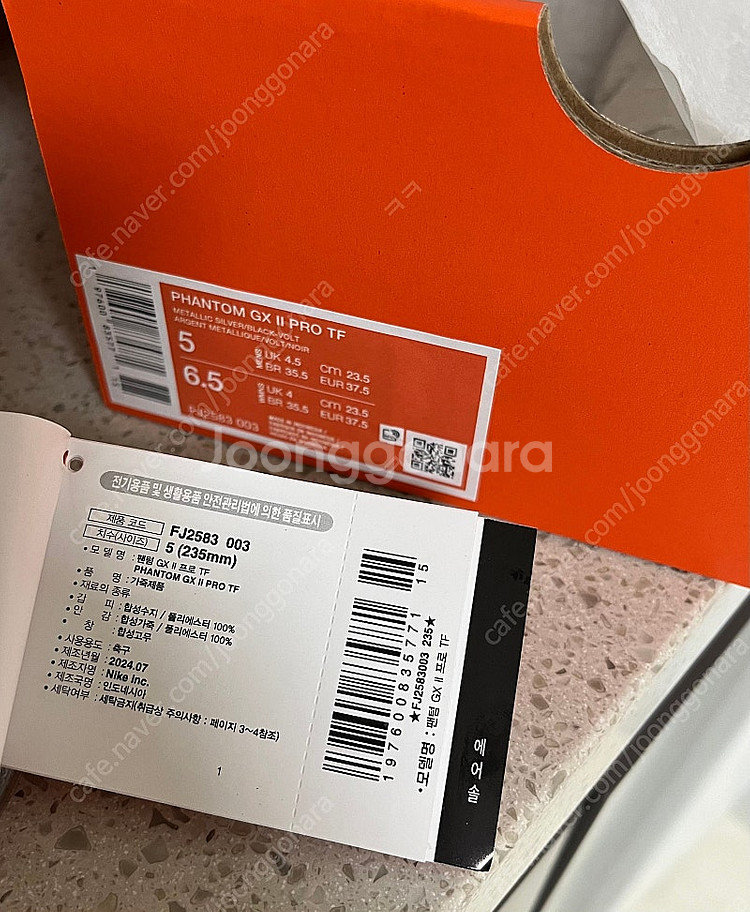 PHANTOM GX II PRO TF
METALLIC SILVER/BLACK-VOLT
ARGENT METALLIQUE/VOLT/NOIR
5 MENS UK 4.5 CM 23.5
BR 35.5 EUR 37.5
6.5 WMNS UK 4 CM 23.5
BR 35.5 EUR 37.5
FJ2583 003
Joonggonara
cafe.naver.com/joonggonara
ㅋㅋ
전기용품 및 생활용품 안전관리법에 의한 품질표시
제품 코드 FJ2583 003
치수(사이즈) 5 (235mm)
• 모 델 명 : 팬텀 GX II 프로 TF
PHANTOM GX II PRO TF
• 품 명 : 가죽제품
• 재료의 종류
• 갑 피 : 합성수지 / 폴리에스터 100%
• 안 감 : 합성가죽 / 폴리에스터 100%
• 창 : 합성고무
• 사용용도 : 축구
• 제조년월 : 2024.07
• 제조자명 : Nike Inc.
• 제조국명 : 인도네시아
• 세탁여부 : 세탁금지(취급상 주의사항 : 페이지 3~4참조)
1
15
197600835771
★FJ2583003 235★
• 모델명 : 팬텀 GX II 프로 TF
에어솔